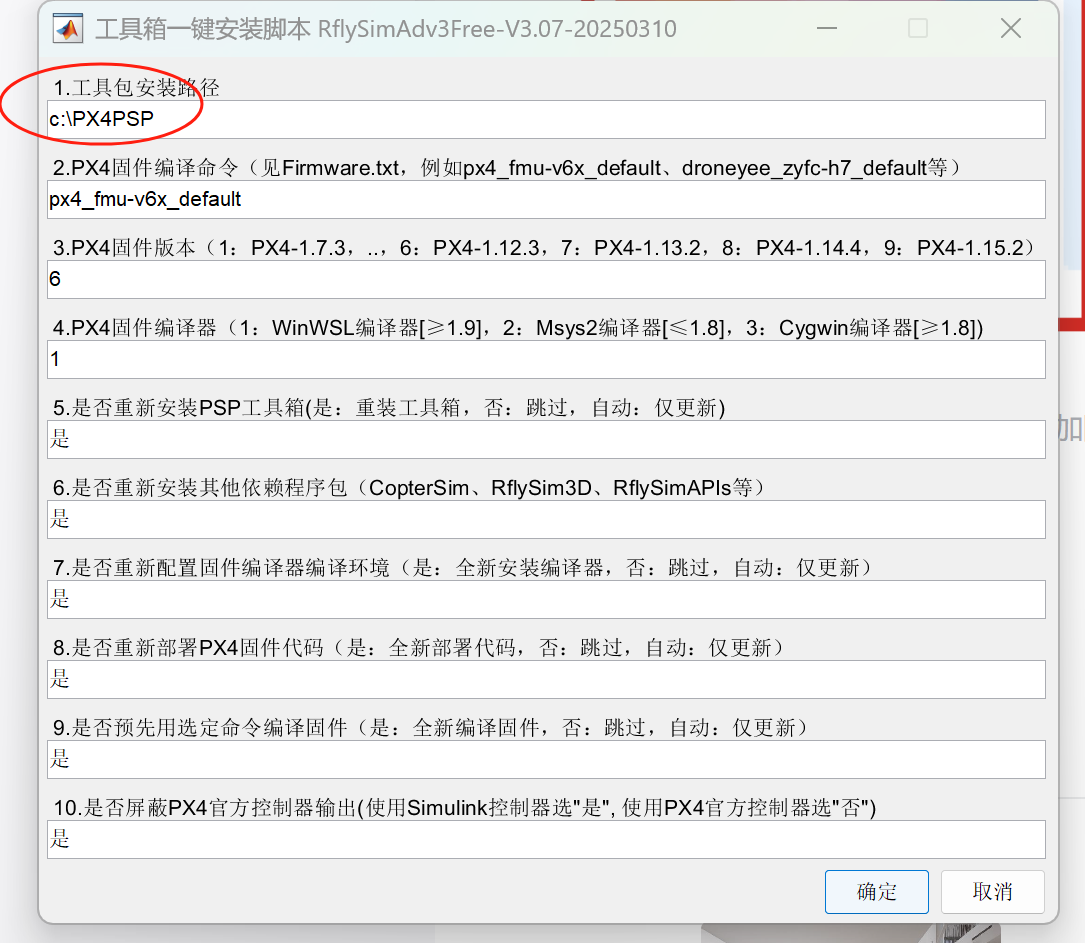 工具箱一键安装脚本 RflySimAdv3Free-V3.07-20250310
1.工具包安装路径
c:\PX4PSP
2.PX4固件编译命令（见Firmware.txt，例如px4_fmu-v6x_default、droneyee_zyfc-h7_default等）
px4_fmu-v6x_default
3.PX4固件版本（1：PX4-1.7.3，..，6：PX4-1.12.3，7：PX4-1.13.2，8：PX4-1.14.4，9：PX4-1.15.2）
6
4.PX4固件编译器（1：WinWSL编译器[≥1.9]，2：Msys2编译器[≤1.8]，3：Cygwin编译器[≥1.8])
1
5.是否重新安装PSP工具箱(是：重装工具箱，否：跳过，自动：仅更新)
是
6.是否重新安装其他依赖程序包（CopterSim、RflySim3D、RflySimAPIs等）
是
7.是否重新配置固件编译器编译环境（是：全新安装编译器，否：跳过，自动：仅更新）
是
8.是否重新部署PX4固件代码（是：全新部署代码，否：跳过，自动：仅更新）
是
9.是否预先用选定命令编译固件（是：全新编译固件，否：跳过，自动：仅更新）
是
10.是否屏蔽PX4官方控制器输出(使用Simulink控制器选"是", 使用PX4官方控制器选"否")
是
确定
取消